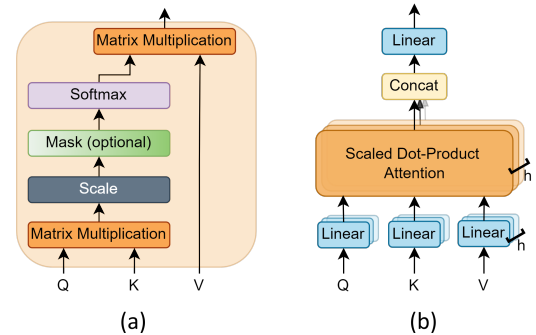 Matrix Multiplication
Softmax
Mask (optional)
Scale
Matrix Multiplication
Q K V
(a)
Linear
Concat
Scaled Dot-Product
Attention
h
Linear Linear Linear
h
Q K V
(b)